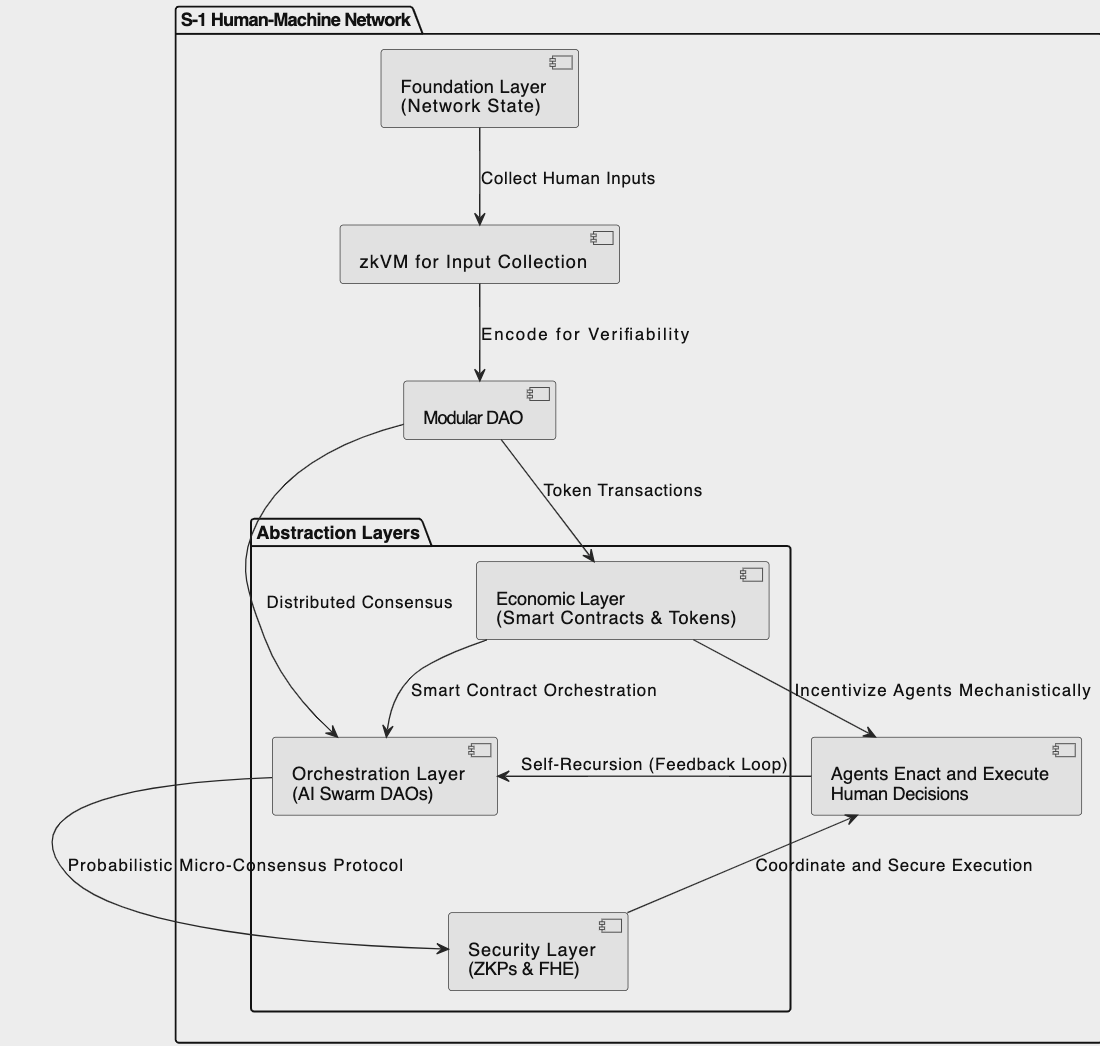 S-1 Human-Machine Network
Foundation Layer
(Network State)
Collect Human Inputs
zkVM for Input Collection
Encode for Verifiability
Modular DAO
Token Transactions
Abstraction Layers
Economic Layer
(Smart Contracts & Tokens)
Distributed Consensus
Smart Contract Orchestration
Incentivize Agents Mechanistically
Self-Recursion (Feedback Loop)
Orchestration Layer
(AI Swarm DAOs)
Agents Enact and Execute
Human Decisions
Probabilistic Micro-Consensus Protocol
Coordinate and Secure Execution
Security Layer
(ZKPs & FHE)